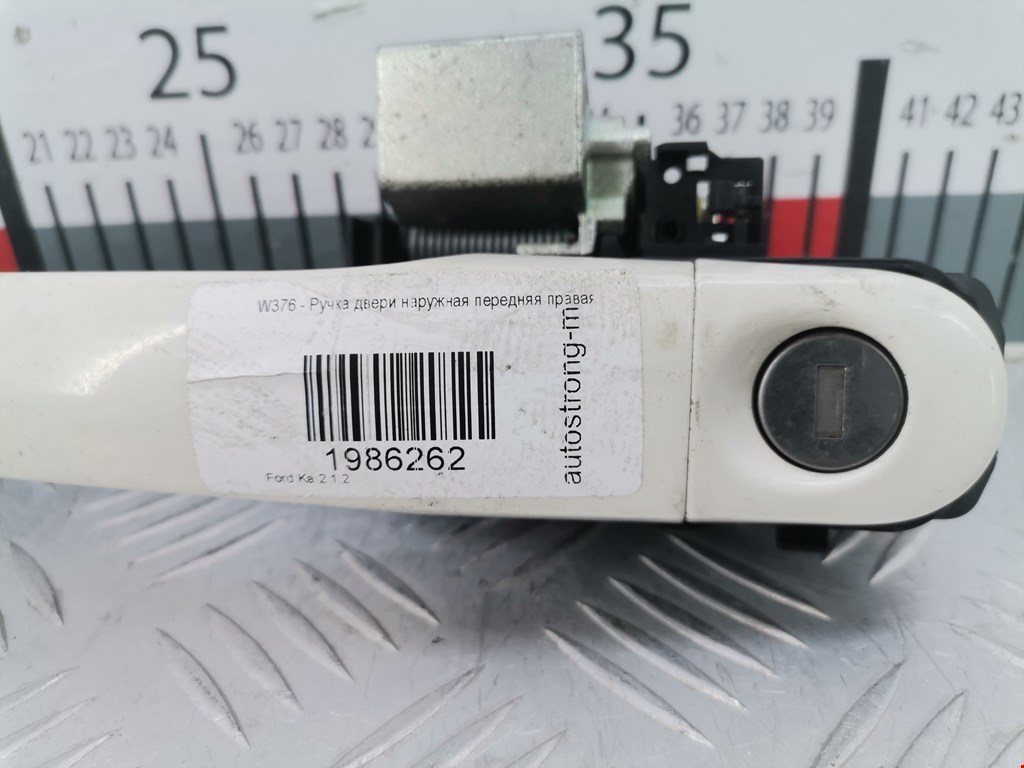 25 35
21 22 23 24 26 27 28 36 37 38 39 41 42 43
W376 - Ручка двери наружная передняя правая
autostrong-m
1986262
Ford Ka 2 1.2